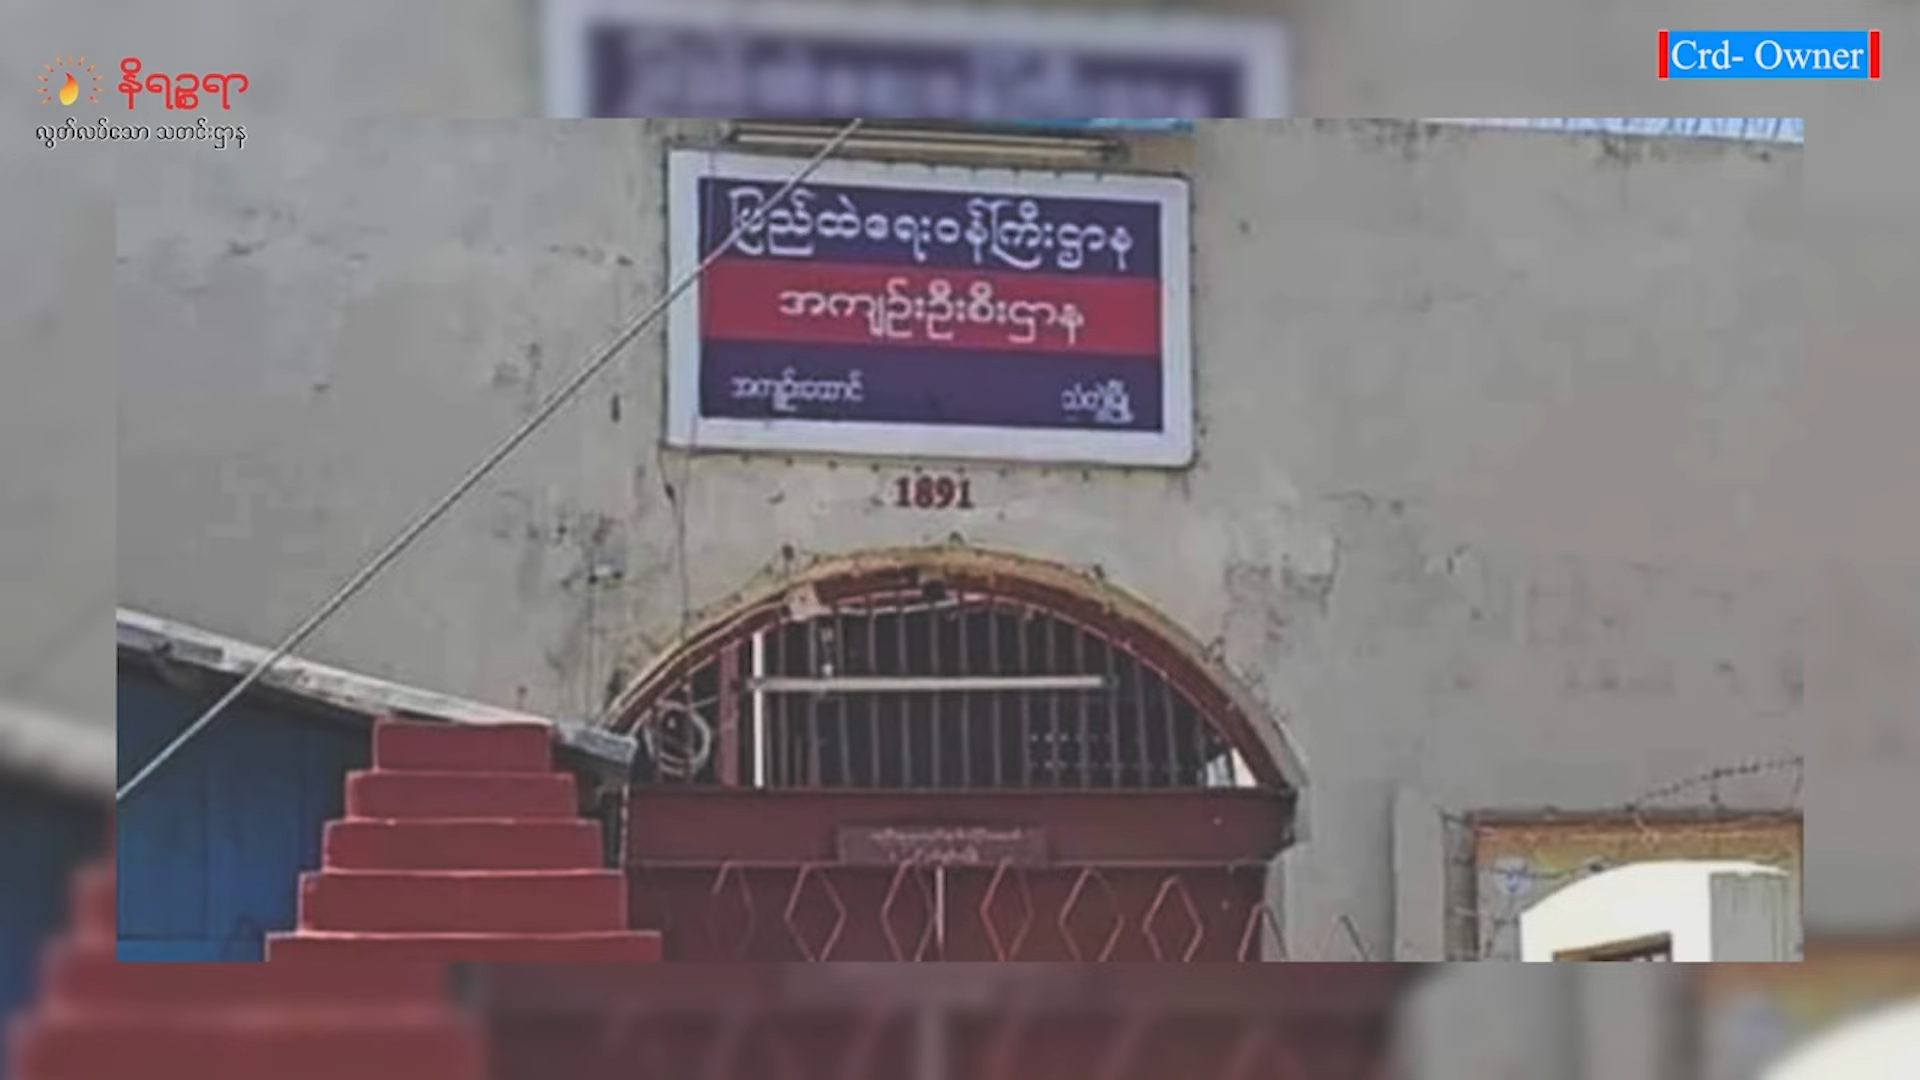 နိရဉ္စရာ
လွတ်လပ်သော သတင်းဌာန
Crd- Owner
ပြည်ထဲရေးဝန်ကြီးဌာန
အကျဉ်းဦးစီးဌာန
အကျဉ်းထောင် သံတွဲမြို့
1891